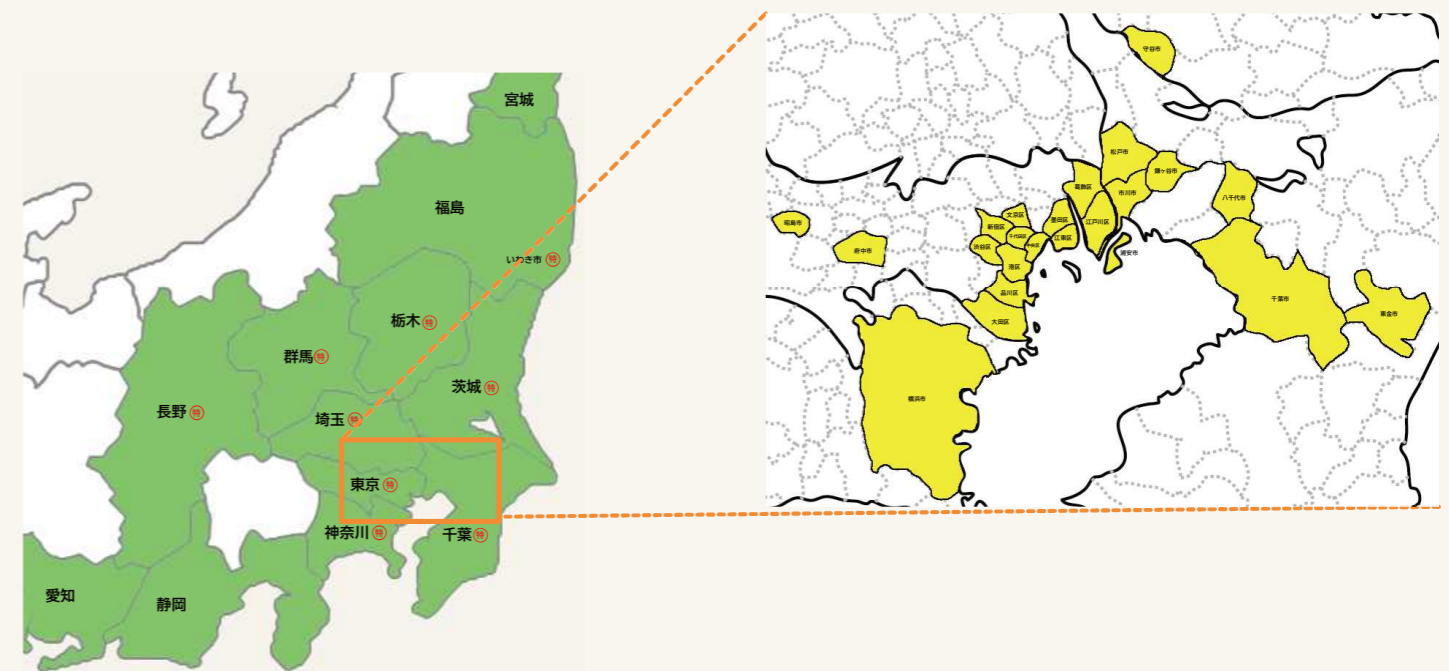 宮城
福島
いわき市 特
栃木 特
群馬 特
茨城 特
長野 特
埼玉 特
東京 特
神奈川 特
千葉 特
愛知
静岡
守谷市
松戸市
鎌ヶ谷市
葛飾区
市川市
八千代市
昭島市
文京区
墨田区
江戸川区
新宿区
千代田区
江東区
中央区
渋谷区
府中市
浦安市
港区
品川区
千葉市
東金市
大田区
横浜市